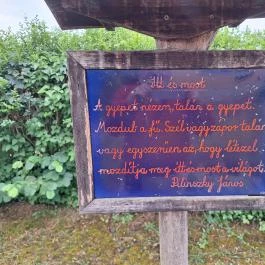 Itt és most
A gyepet nézem, talán a gyepet.
Mozdul a fű. Szél vagy zápor talán
vagy egyszerűen az, hogy létezel
mozdítja meg itt és most a világot.
Pilinszky János